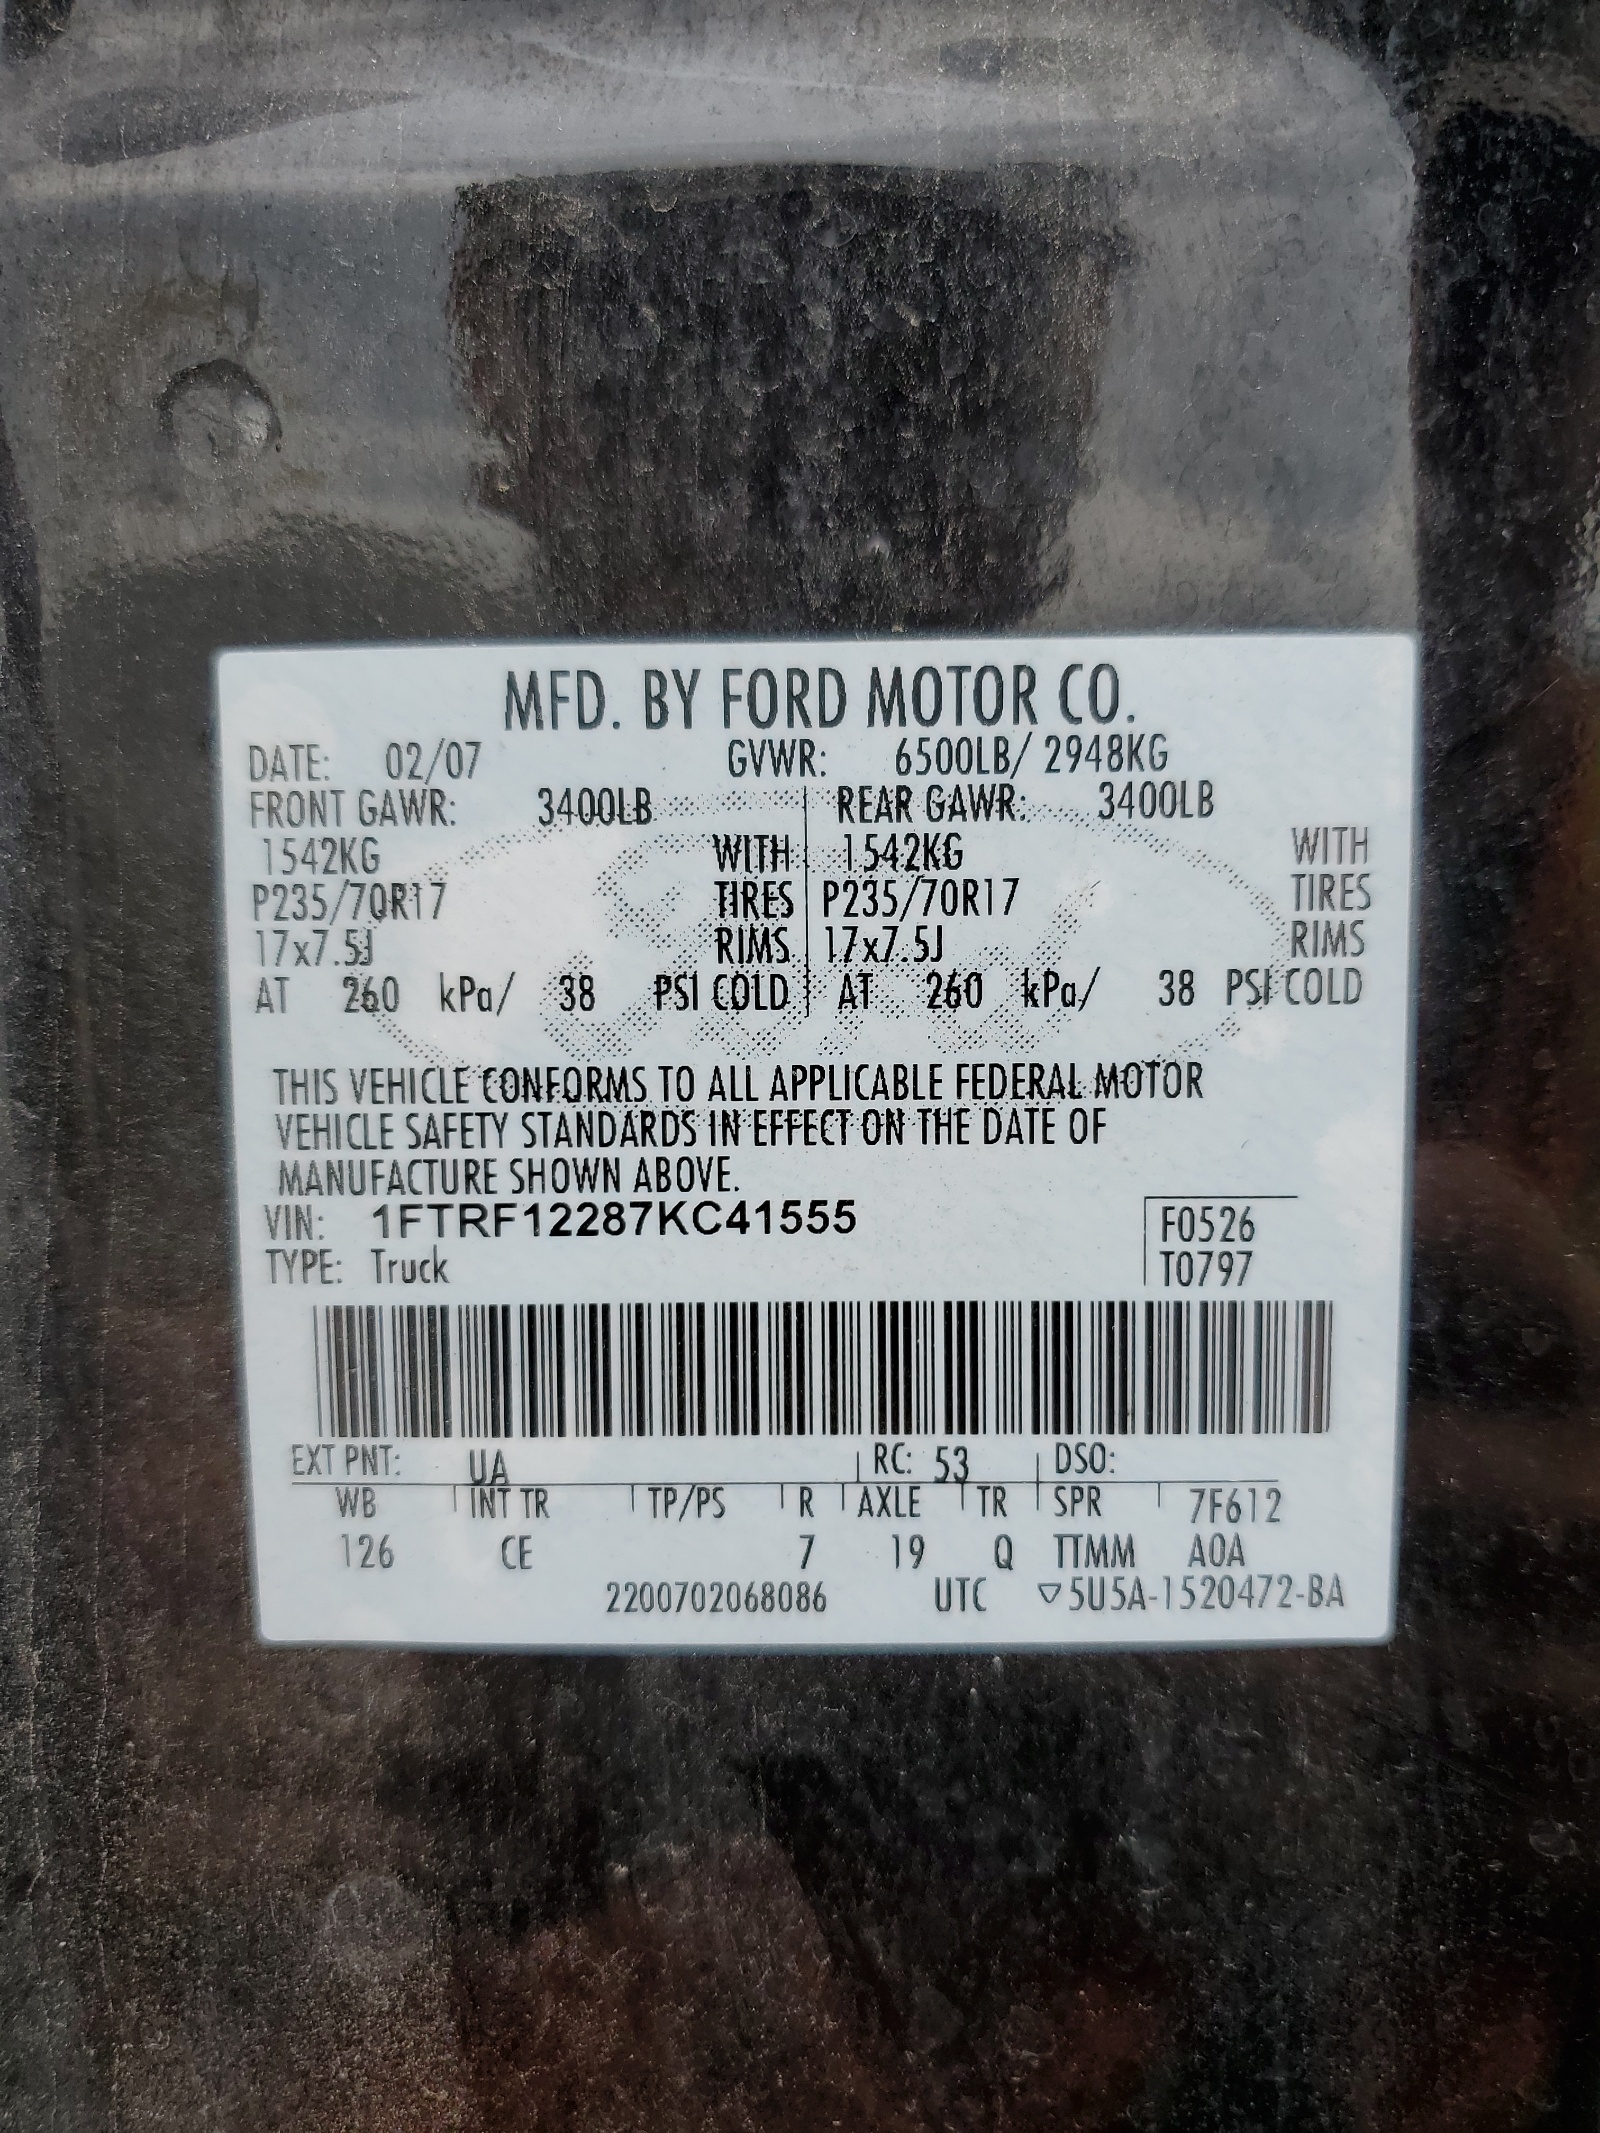 MFD. BY FORD MOTOR CO.
DATE: 02/07 GVWR: 6500LB/ 2948KG
FRONT GAWR: 3400LB REAR GAWR: 3400LB
1542KG WITH 1542KG WITH
P235/70R17 TIRES P235/70R17 TIRES
17x7.5J RIMS 17x7.5J RIMS
AT 260 kPa/ 38 PSI COLD AT 260 kPa/ 38 PSI COLD
THIS VEHICLE CONFORMS TO ALL APPLICABLE FEDERAL MOTOR
VEHICLE SAFETY STANDARDS IN EFFECT ON THE DATE OF
MANUFACTURE SHOWN ABOVE.
VIN: 1FTRF12287KC41555 F0526
TYPE: Truck T0797
EXT PNT: UA RC: 53 DSO:
WB INT TR TP/PS R AXLE TR SPR 7F612
126 CE 7 19 Q TTMM A0A
2200702068086 UTC ▽5U5A-1520472-BA